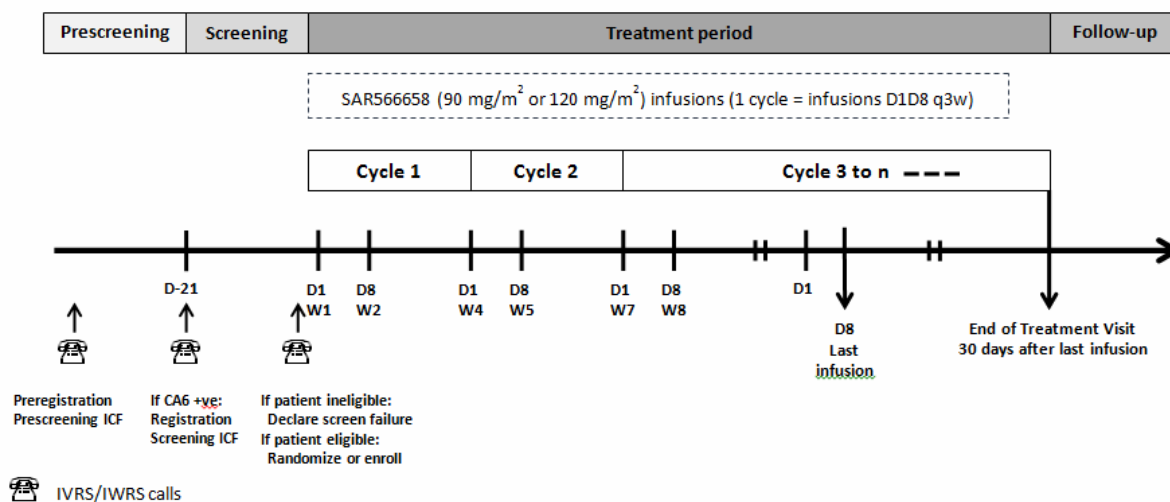 Prescreening Screening Treatment period Follow-up
SAR566658 (90 mg/m² or 120 mg/m²) infusions (1 cycle = infusions D1D8 q3w)
Cycle 1 Cycle 2 Cycle 3 to n
D-21 D1 D8 D1 D8 D1 D8 D1
W1 W2 W4 W5 W7 W8
D8
Last
infusion
End of Treatment Visit
30 days after last infusion
Preregistration
Prescreening ICF
If CA6 +ve:
Registration
Screening ICF
If patient ineligible:
Declare screen failure
If patient eligible:
Randomize or enroll
IVRS/IWRS calls